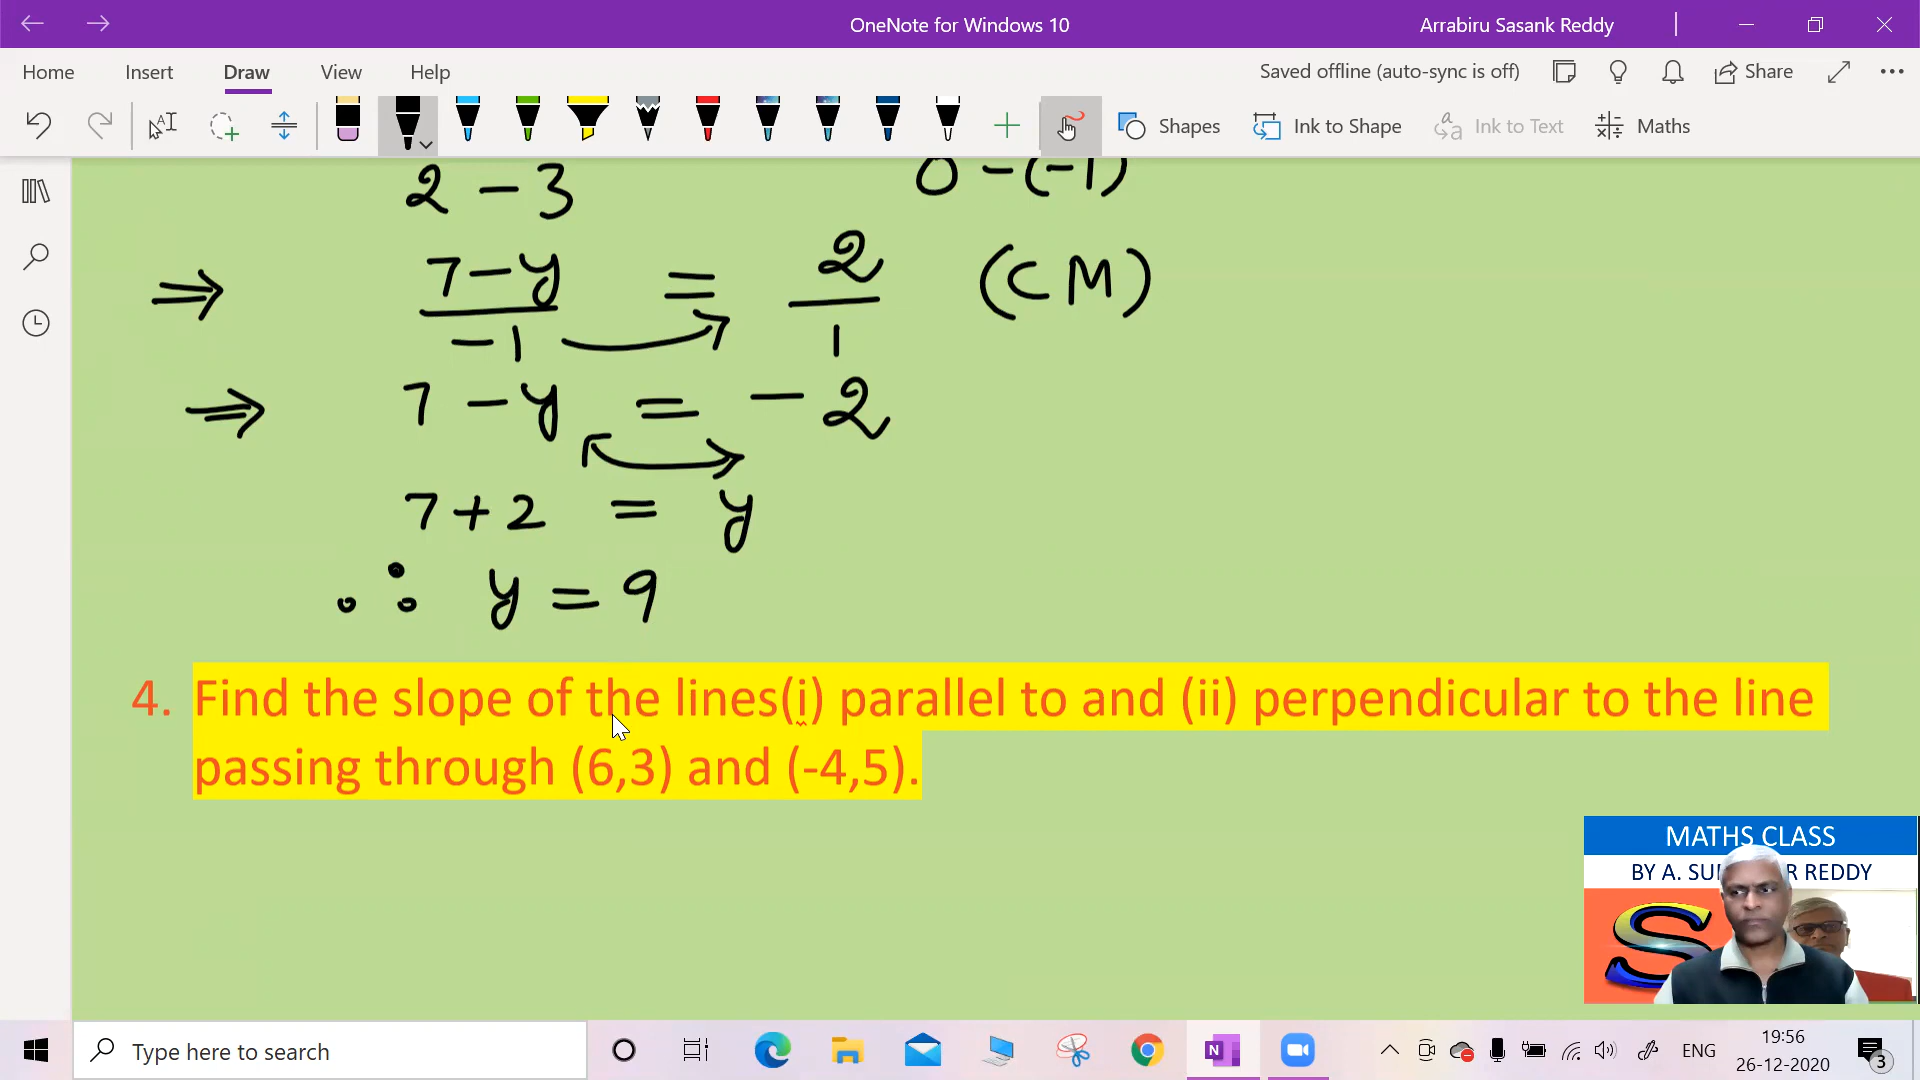 OneNote for Windows 10
Arrabiru Sasank Reddy
Home Insert Draw View Help
Saved offline (auto-sync is off)
Share
Shapes
Ink to Shape
Ink to Text
Maths
2 - 3 0 - (-1)
⇒ 7-y / -1 = 2 / 1 (CM)
⇒ 7 - y = - 2
7 + 2 = y
∴ y = 9
4. Find the slope of the lines(i) parallel to and (ii) perpendicular to the line
passing through (6,3) and (-4,5).
MATHS CLASS
BY A. SU R REDDY
S
Type here to search
N
ENG
19:56
26-12-2020
3